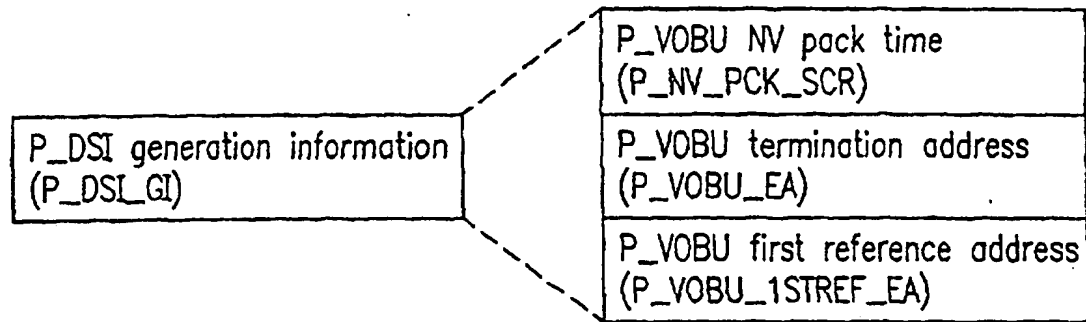 P_DSI generation information
(P_DSI_GI)
P_VOBU NV pack time
(P_NV_PCK_SCR)
P_VOBU termination address
(P_VOBU_EA)
P_VOBU first reference address
(P_VOBU_1STREF_EA)